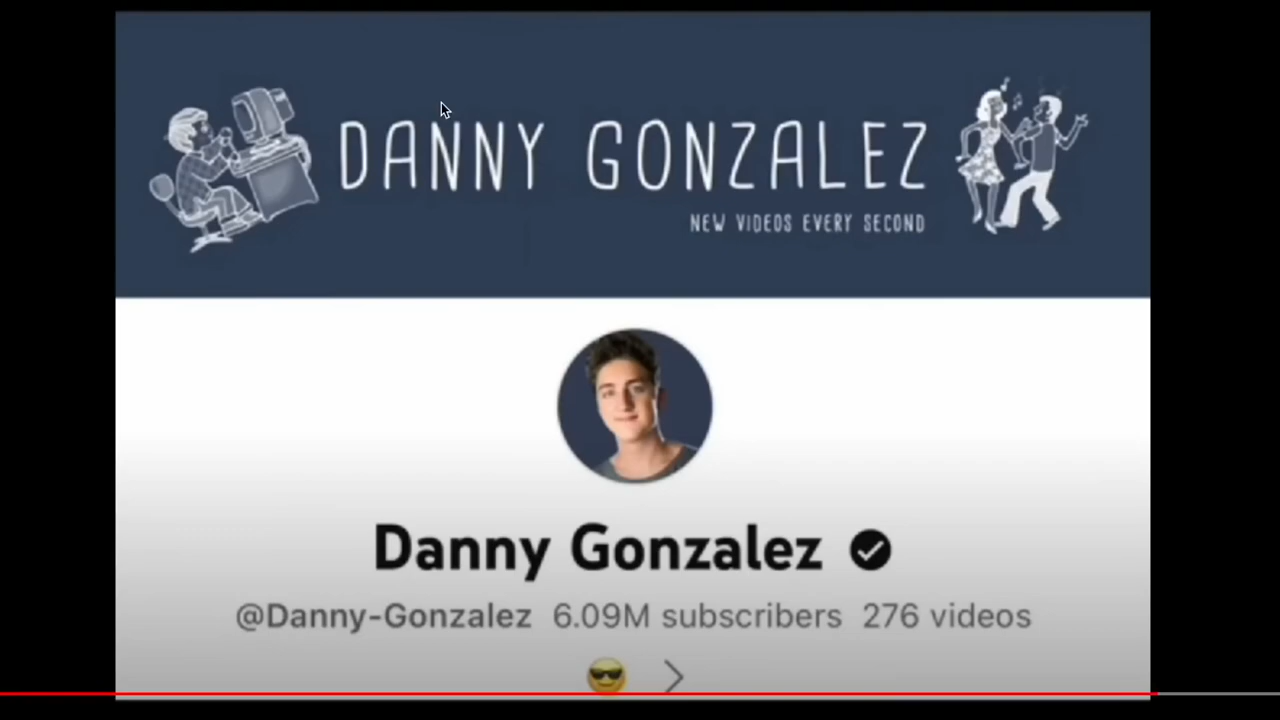 DANNY GONZALEZ
NEW VIDEOS EVERY SECOND
Danny Gonzalez
@Danny-Gonzalez 6.09M subscribers 276 videos
😎 >